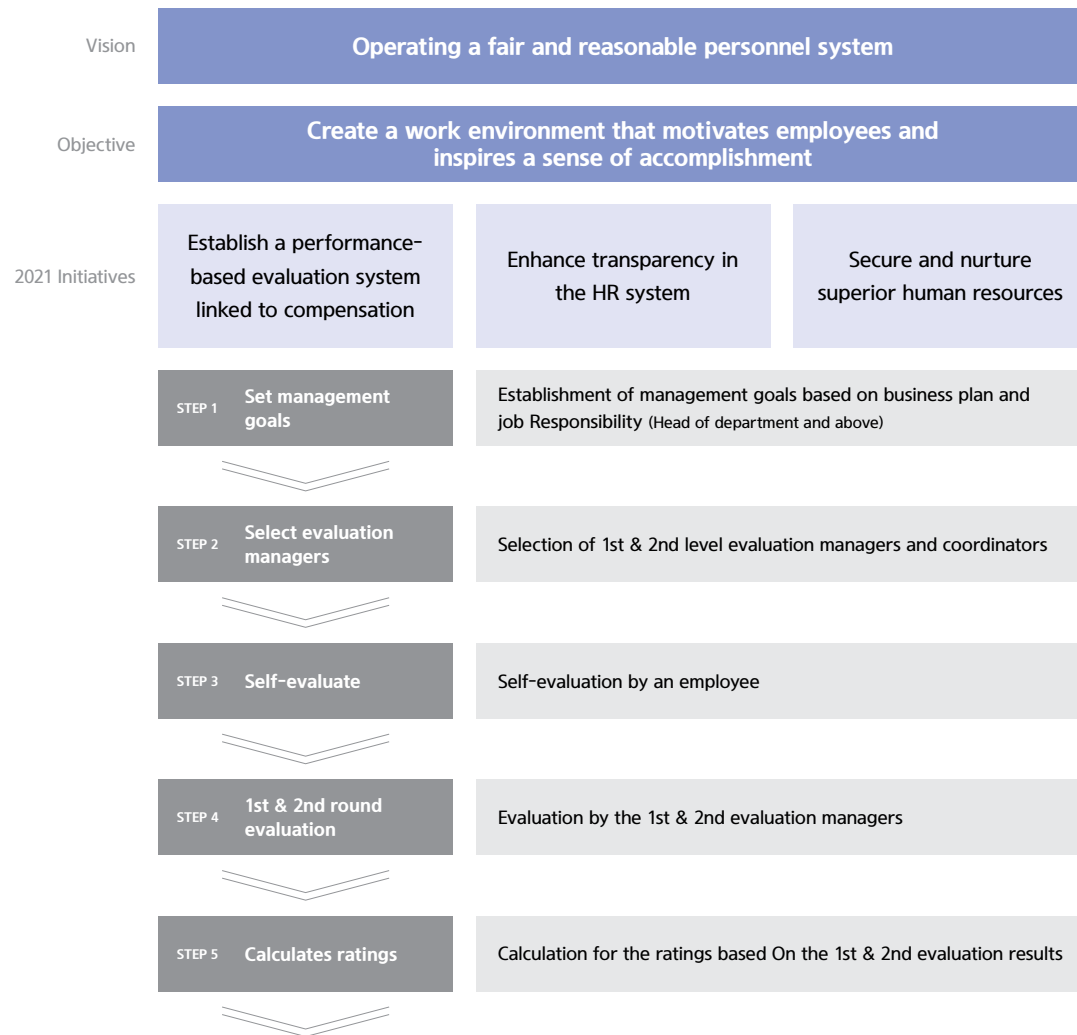 Vision
Operating a fair and reasonable personnel system
Objective
Create a work environment that motivates employees and
inspires a sense of accomplishment
2021 Initiatives
Establish a performance-
based evaluation system
linked to compensation
Enhance transparency in
the HR system
Secure and nurture
superior human resources
STEP 1
Set management
goals
Establishment of management goals based on business plan and
job Responsibility (Head of department and above)
STEP 2
Select evaluation
managers
Selection of 1st & 2nd level evaluation managers and coordinators
STEP 3
Self-evaluate
Self-evaluation by an employee
STEP 4
1st & 2nd round
evaluation
Evaluation by the 1st & 2nd evaluation managers
STEP 5
Calculates ratings
Calculation for the ratings based On the 1st & 2nd evaluation results